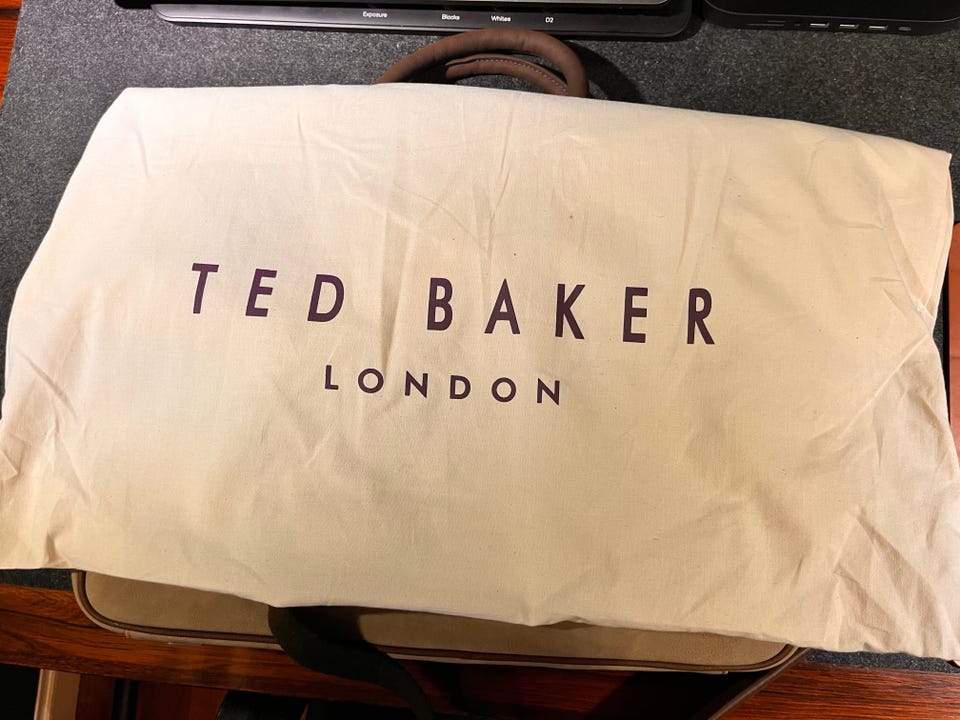 Exposure Blacks Whites D2
TED BAKER
LONDON